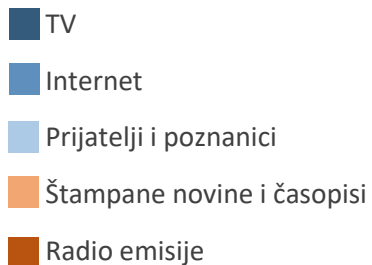 TV
Internet
Prijatelji i poznanici
Štampane novine i časopisi
Radio emisije